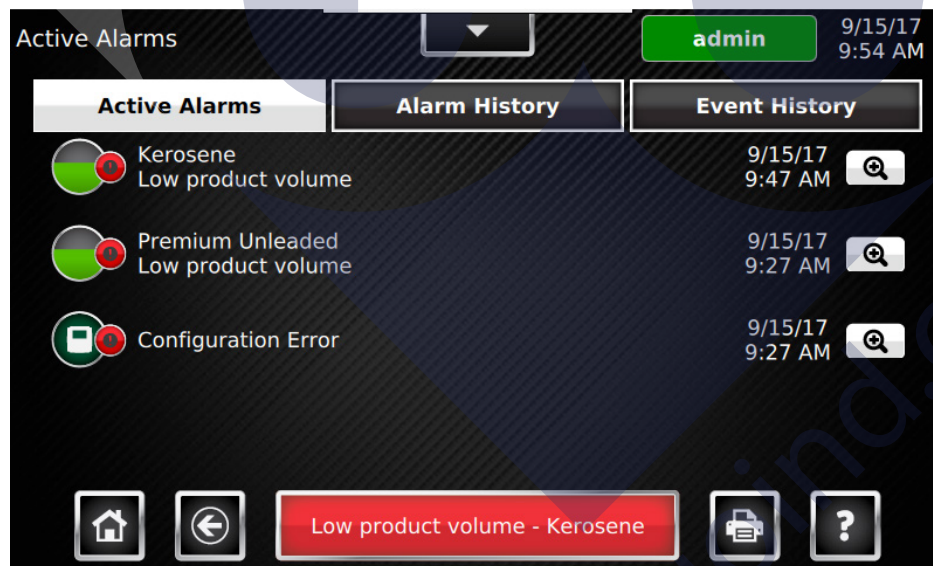 Active Alarms
admin
9/15/17
9:54 AM
Active Alarms
Alarm History
Event History
Kerosene
Low product volume
9/15/17
9:47 AM
Premium Unleaded
Low product volume
9/15/17
9:27 AM
Configuration Error
9/15/17
9:27 AM
Low product volume - Kerosene
?